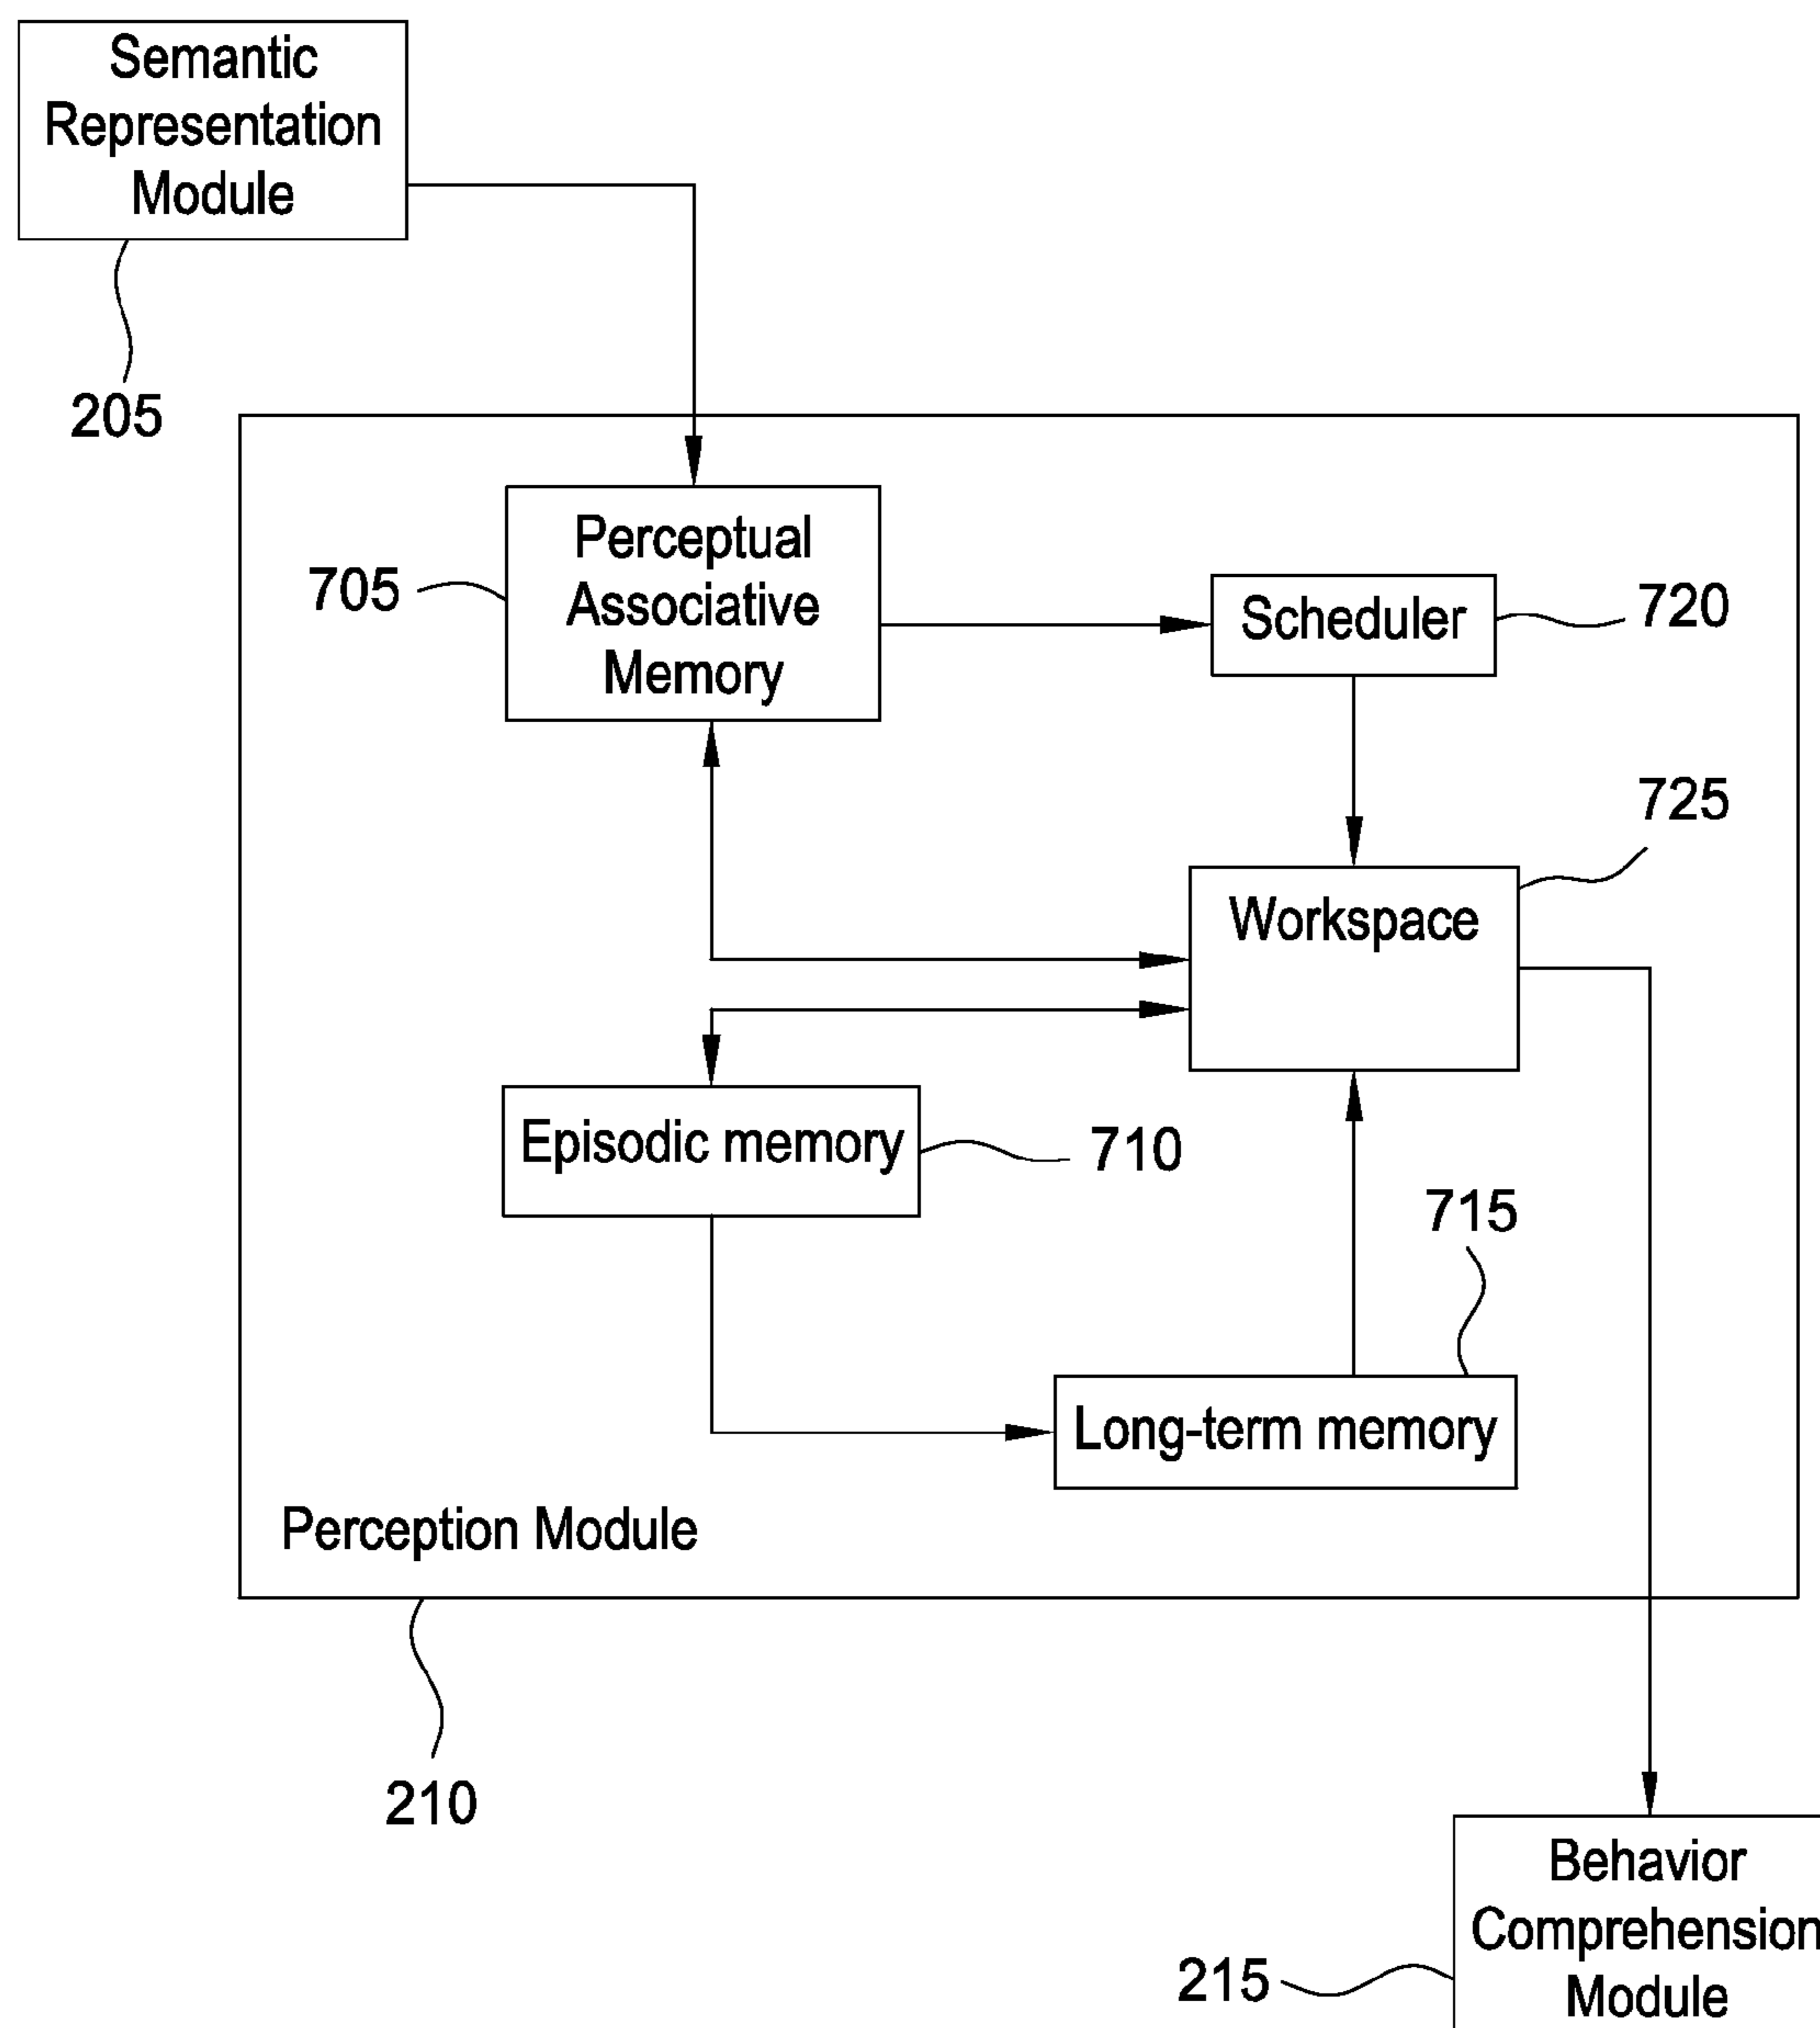 Semantic
Representation
Module
205
Perceptual
Associative
Memory
705
Scheduler
720
725
Workspace
Episodic memory
710
715
Long-term memory
Perception Module
210
Behavior
Comprehension
Module
215